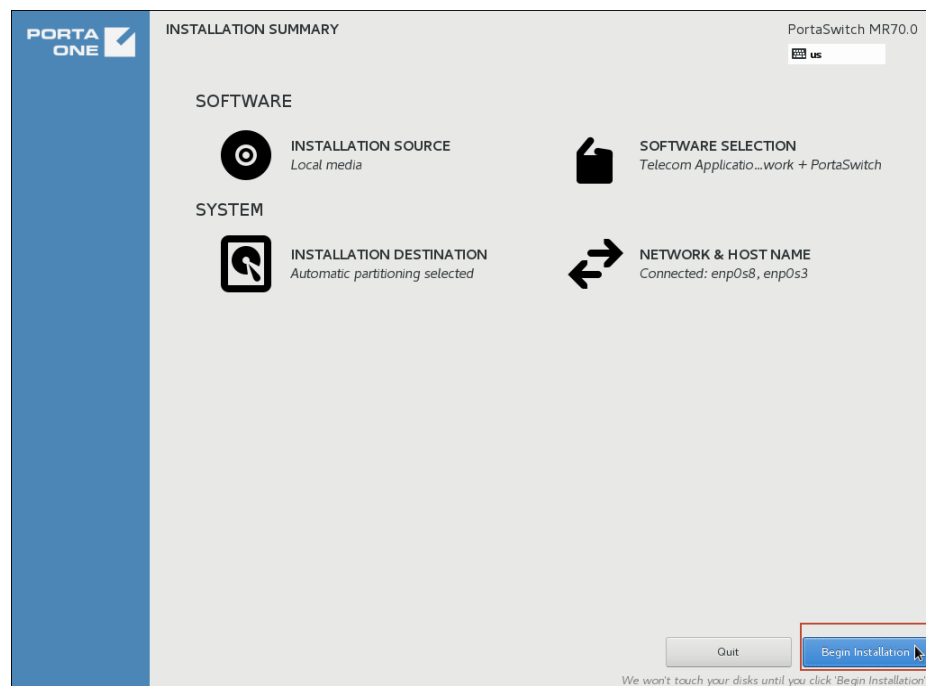 PORTA
ONE
INSTALLATION SUMMARY
PortaSwitch MR70.0
us
SOFTWARE
INSTALLATION SOURCE
Local media
SOFTWARE SELECTION
Telecom Applicatio...work + PortaSwitch
SYSTEM
INSTALLATION DESTINATION
Automatic partitioning selected
NETWORK & HOST NAME
Connected: enp0s8, enp0s3
Quit
Begin Installation
We won't touch your disks until you click 'Begin Installation'